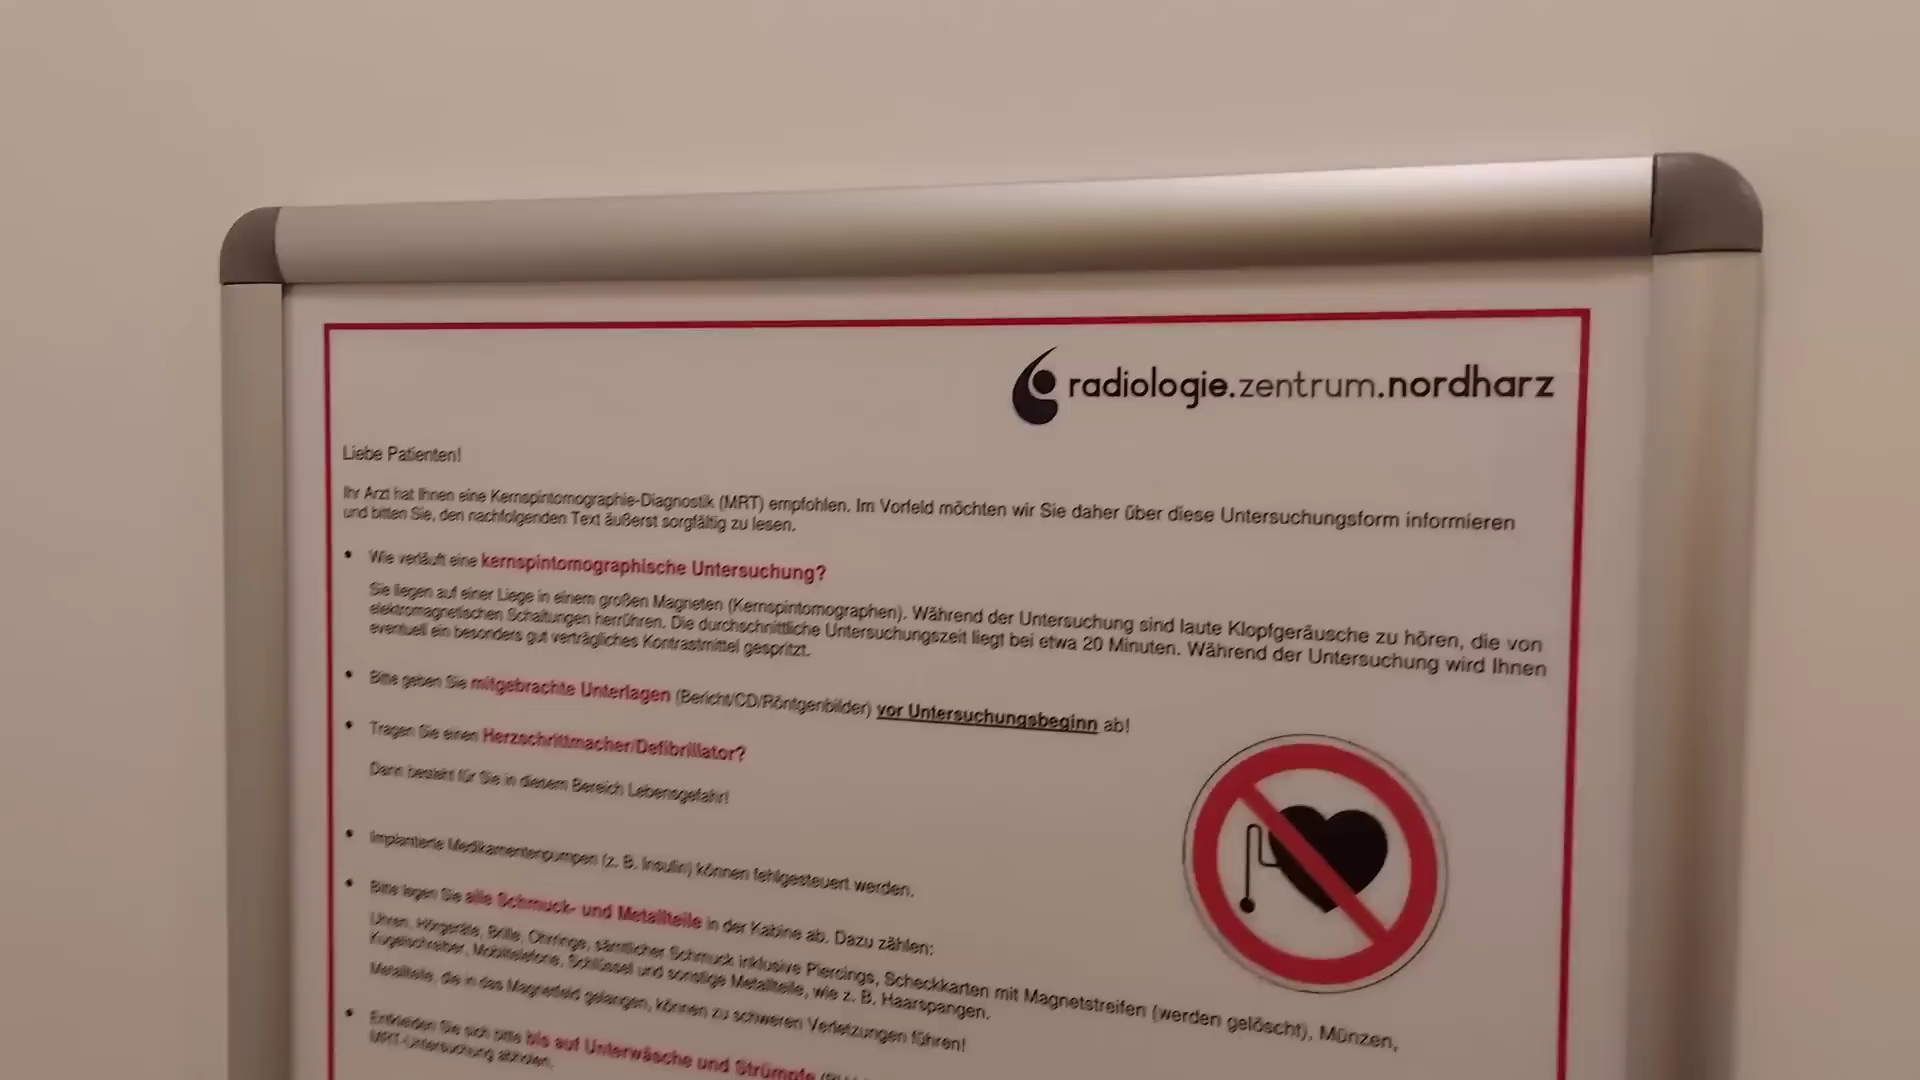 radiologie.zentrum.nordharz
Liebe Patienten!
Ihr Arzt hat Ihnen eine Kernspintomographie-Diagnostik (MRT) empfohlen. Im Vorfeld möchten wir Sie daher über diese Untersuchungsform informieren
und bitten Sie, den nachfolgenden Text äußerst sorgfältig zu lesen.
• Wie verläuft eine kernspintomographische Untersuchung?
Sie liegen auf einer Liege in einem großen Magneten (Kernspintomographen). Während der Untersuchung sind laute Klopfgeräusche zu hören, die von
elektromagnetischen Schaltungen herrühren. Die durchschnittliche Untersuchungszeit liegt bei etwa 20 Minuten. Während der Untersuchung wird Ihnen
eventuell ein besonders gut verträgliches Kontrastmittel gespritzt.
• Bitte geben Sie mitgebrachte Unterlagen (Bericht/CD/Röntgenbilder) vor Untersuchungsbeginn ab!
• Tragen Sie einen Herzschrittmacher/Defibrillator?
Dann besteht für Sie in diesem Bereich Lebensgefahr!
• Implantierte Medikamentenpumpen (z. B. Insulin) können fehlgesteuert werden.
• Bitte legen Sie alle Schmuck- und Metallteile in der Kabine ab. Dazu zählen:
Uhren, Hörgeräte, Brille, Ohrringe, sämtlicher Schmuck inklusive Piercings, Scheckkarten mit Magnetstreifen (werden gelöscht), Münzen,
Kugelschreiber, Mobiltelefone, Schlüssel und sonstige Metallteile, wie z. B. Haarspangen.
Metallteile, die in das Magnetfeld gelangen, können zu schweren Verletzungen führen!
• Entkleiden Sie sich bitte bis auf Unterwäsche und Strümpfe
MRT-Untersuchung